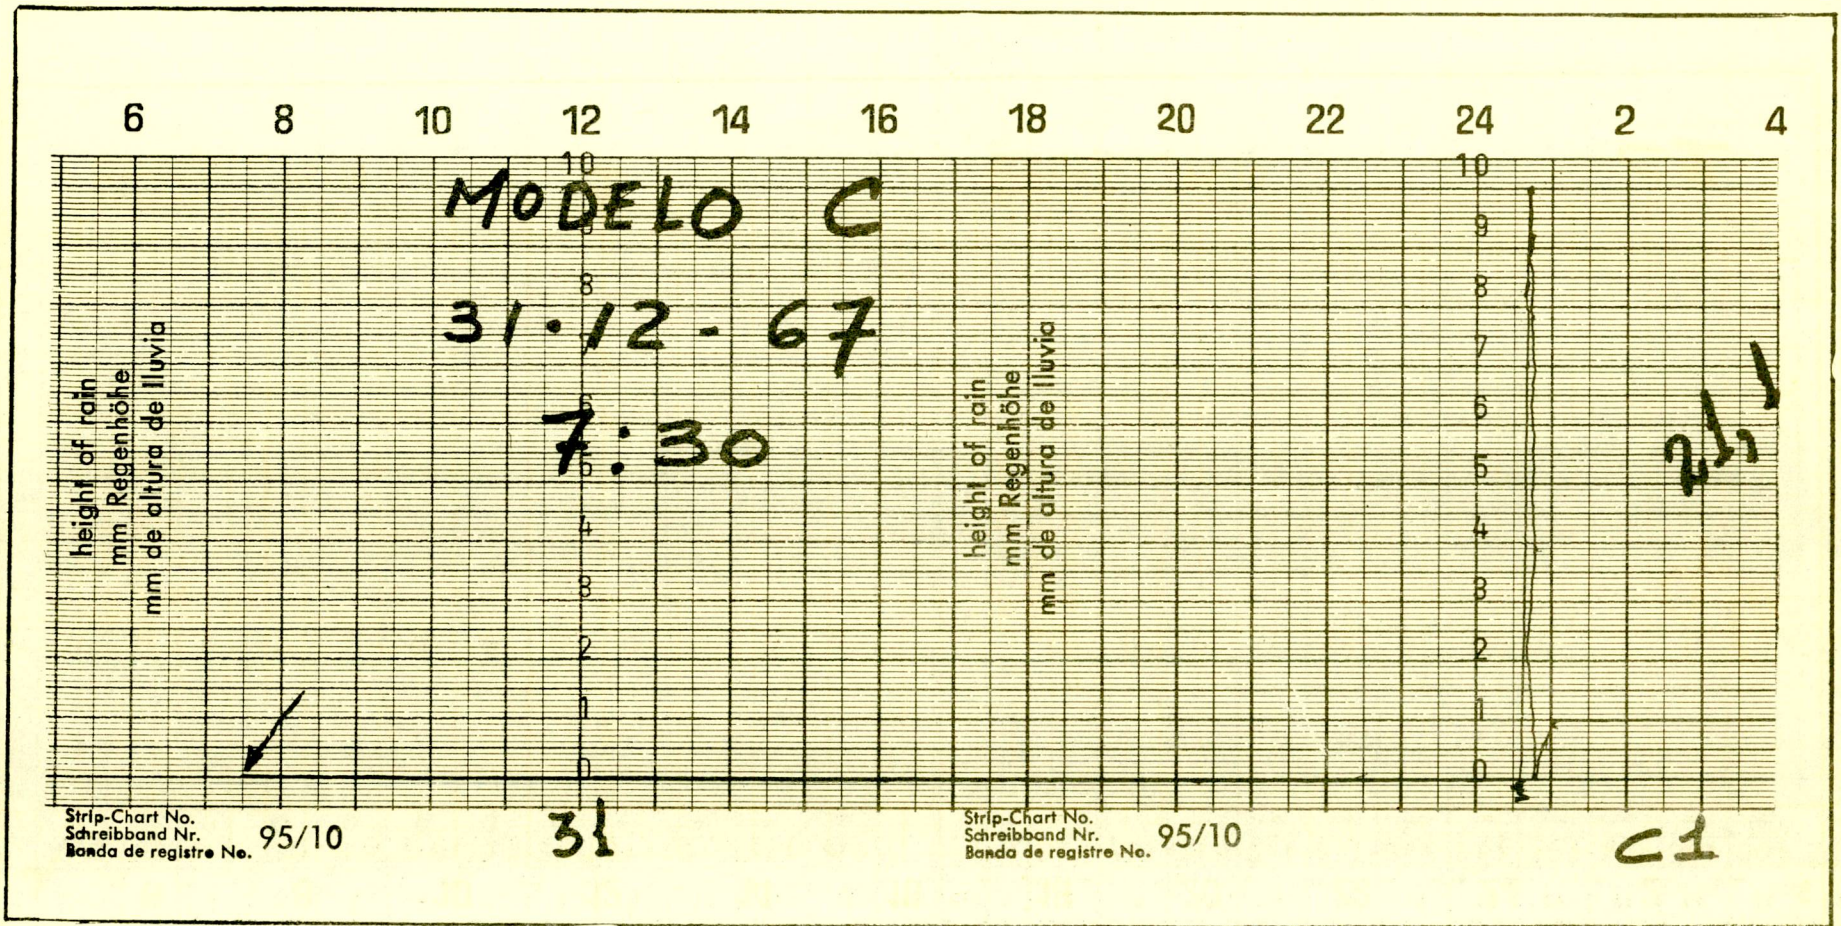 6 8 10 12 14 16 18 20 22 24 2 4
10 10
MODELO C
9
8 8
31·12-67
7
6
7:30
5
4 4
3 3
2 2
1 1
0 0
height of rain
mm Regenhöhe
mm de altura de lluvia
height of rain
mm Regenhöhe
mm de altura de lluvia
21,1
Strip-Chart No.
Schreibband Nr.
Banda de registro No.
95/10
31
Strip-Chart No.
Schreibband Nr.
Banda de registro No.
95/10
C1